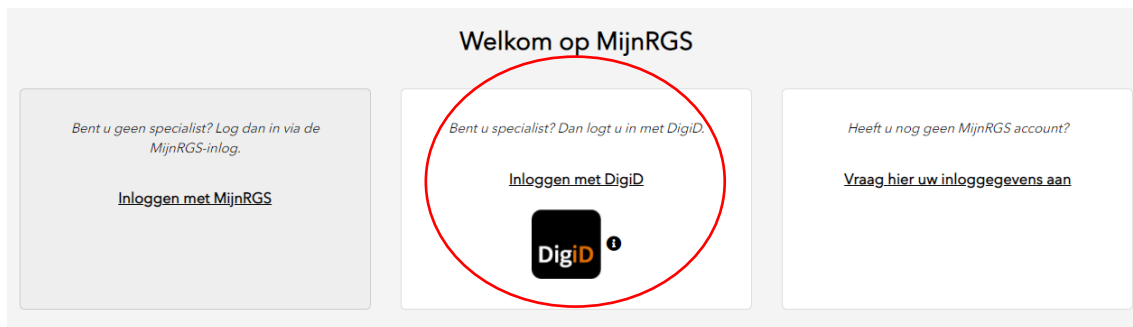 Welkom op MijnRGS
Bent u geen specialist? Log dan in via de
MijnRGS-inlog.
Inloggen met MijnRGS
Bent u specialist? Dan logt u in met DigiD.
Inloggen met DigiD
DigiD
Heeft u nog geen MijnRGS account?
Vraag hier uw inloggegevens aan